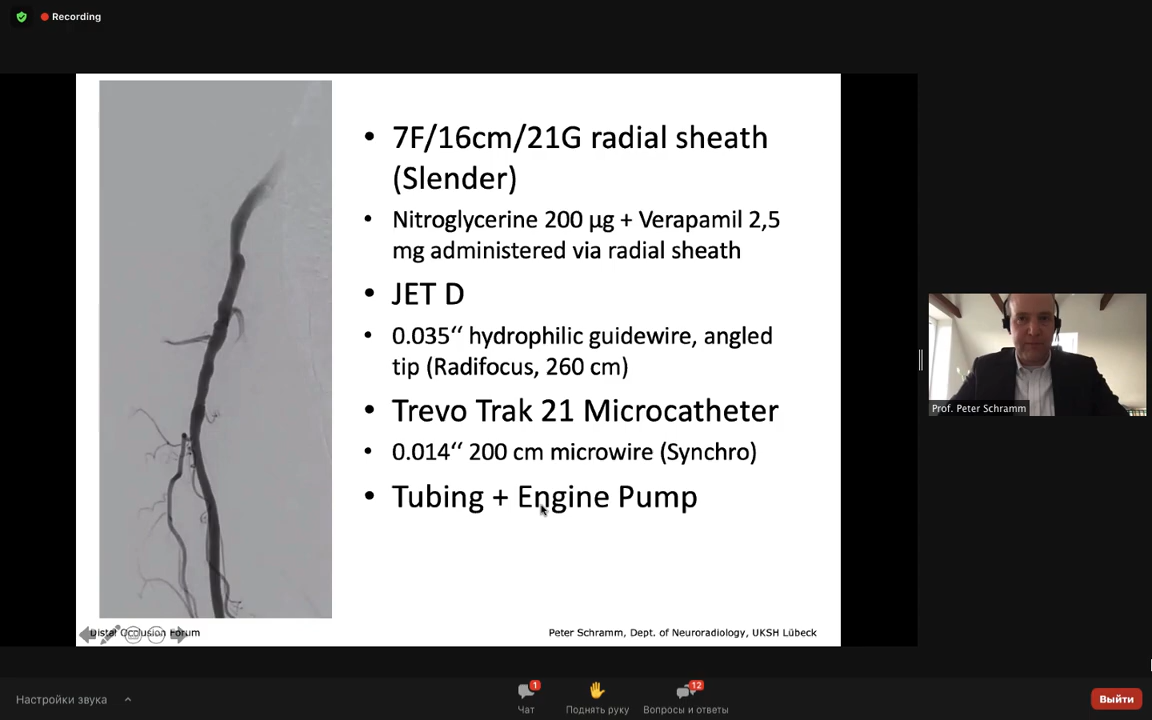 Recording
• 7F/16cm/21G radial sheath
(Slender)
• Nitroglycerine 200 µg + Verapamil 2,5
mg administered via radial sheath
• JET D
• 0.035“ hydrophilic guidewire, angled
tip (Radifocus, 260 cm)
• Trevo Trak 21 Microcatheter
• 0.014“ 200 cm microwire (Synchro)
• Tubing + Engine Pump
Distal Occlusion Forum
Peter Schramm, Dept. of Neuroradiology, UKSH Lübeck
Prof. Peter Schramm
Настройки звука
1
Чат
Поднять руку
12
Вопросы и ответы
Выйти